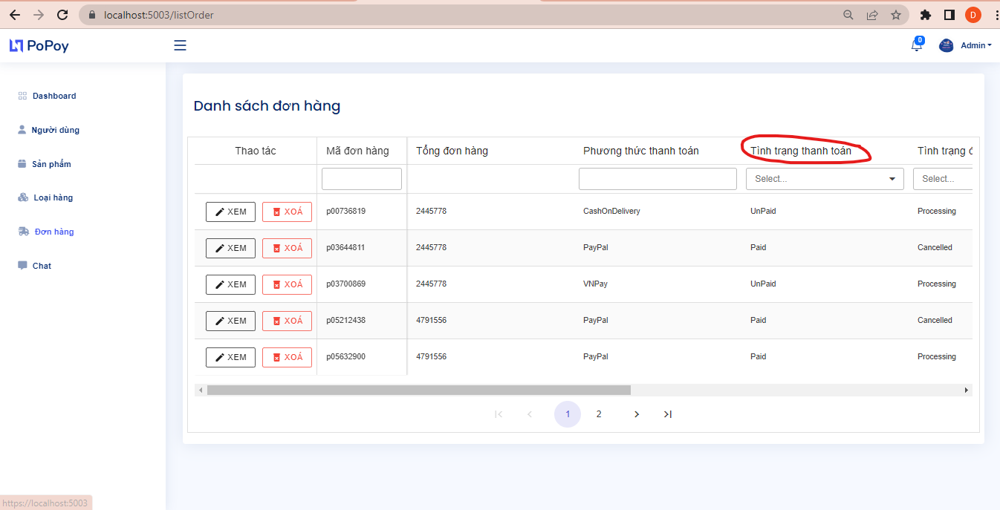 localhost:5003/listOrder
D
PoPoy
0
Admin
Dashboard
Người dùng
Sản phẩm
Loại hàng
Đơn hàng
Chat
Danh sách đơn hàng
Thao tác Mã đơn hàng Tổng đơn hàng Phương thức thanh toán Tình trạng thanh toán Tình trạng
Select... Select...
XEM XOÁ p00736819 2445778 CashOnDelivery UnPaid Processing
XEM XOÁ p03644811 2445778 PayPal Paid Cancelled
XEM XOÁ p03700869 2445778 VNPay UnPaid Processing
XEM XOÁ p05212438 4791556 PayPal Paid Cancelled
XEM XOÁ p05632900 4791556 PayPal Paid Processing
1 2
https://localhost:5003